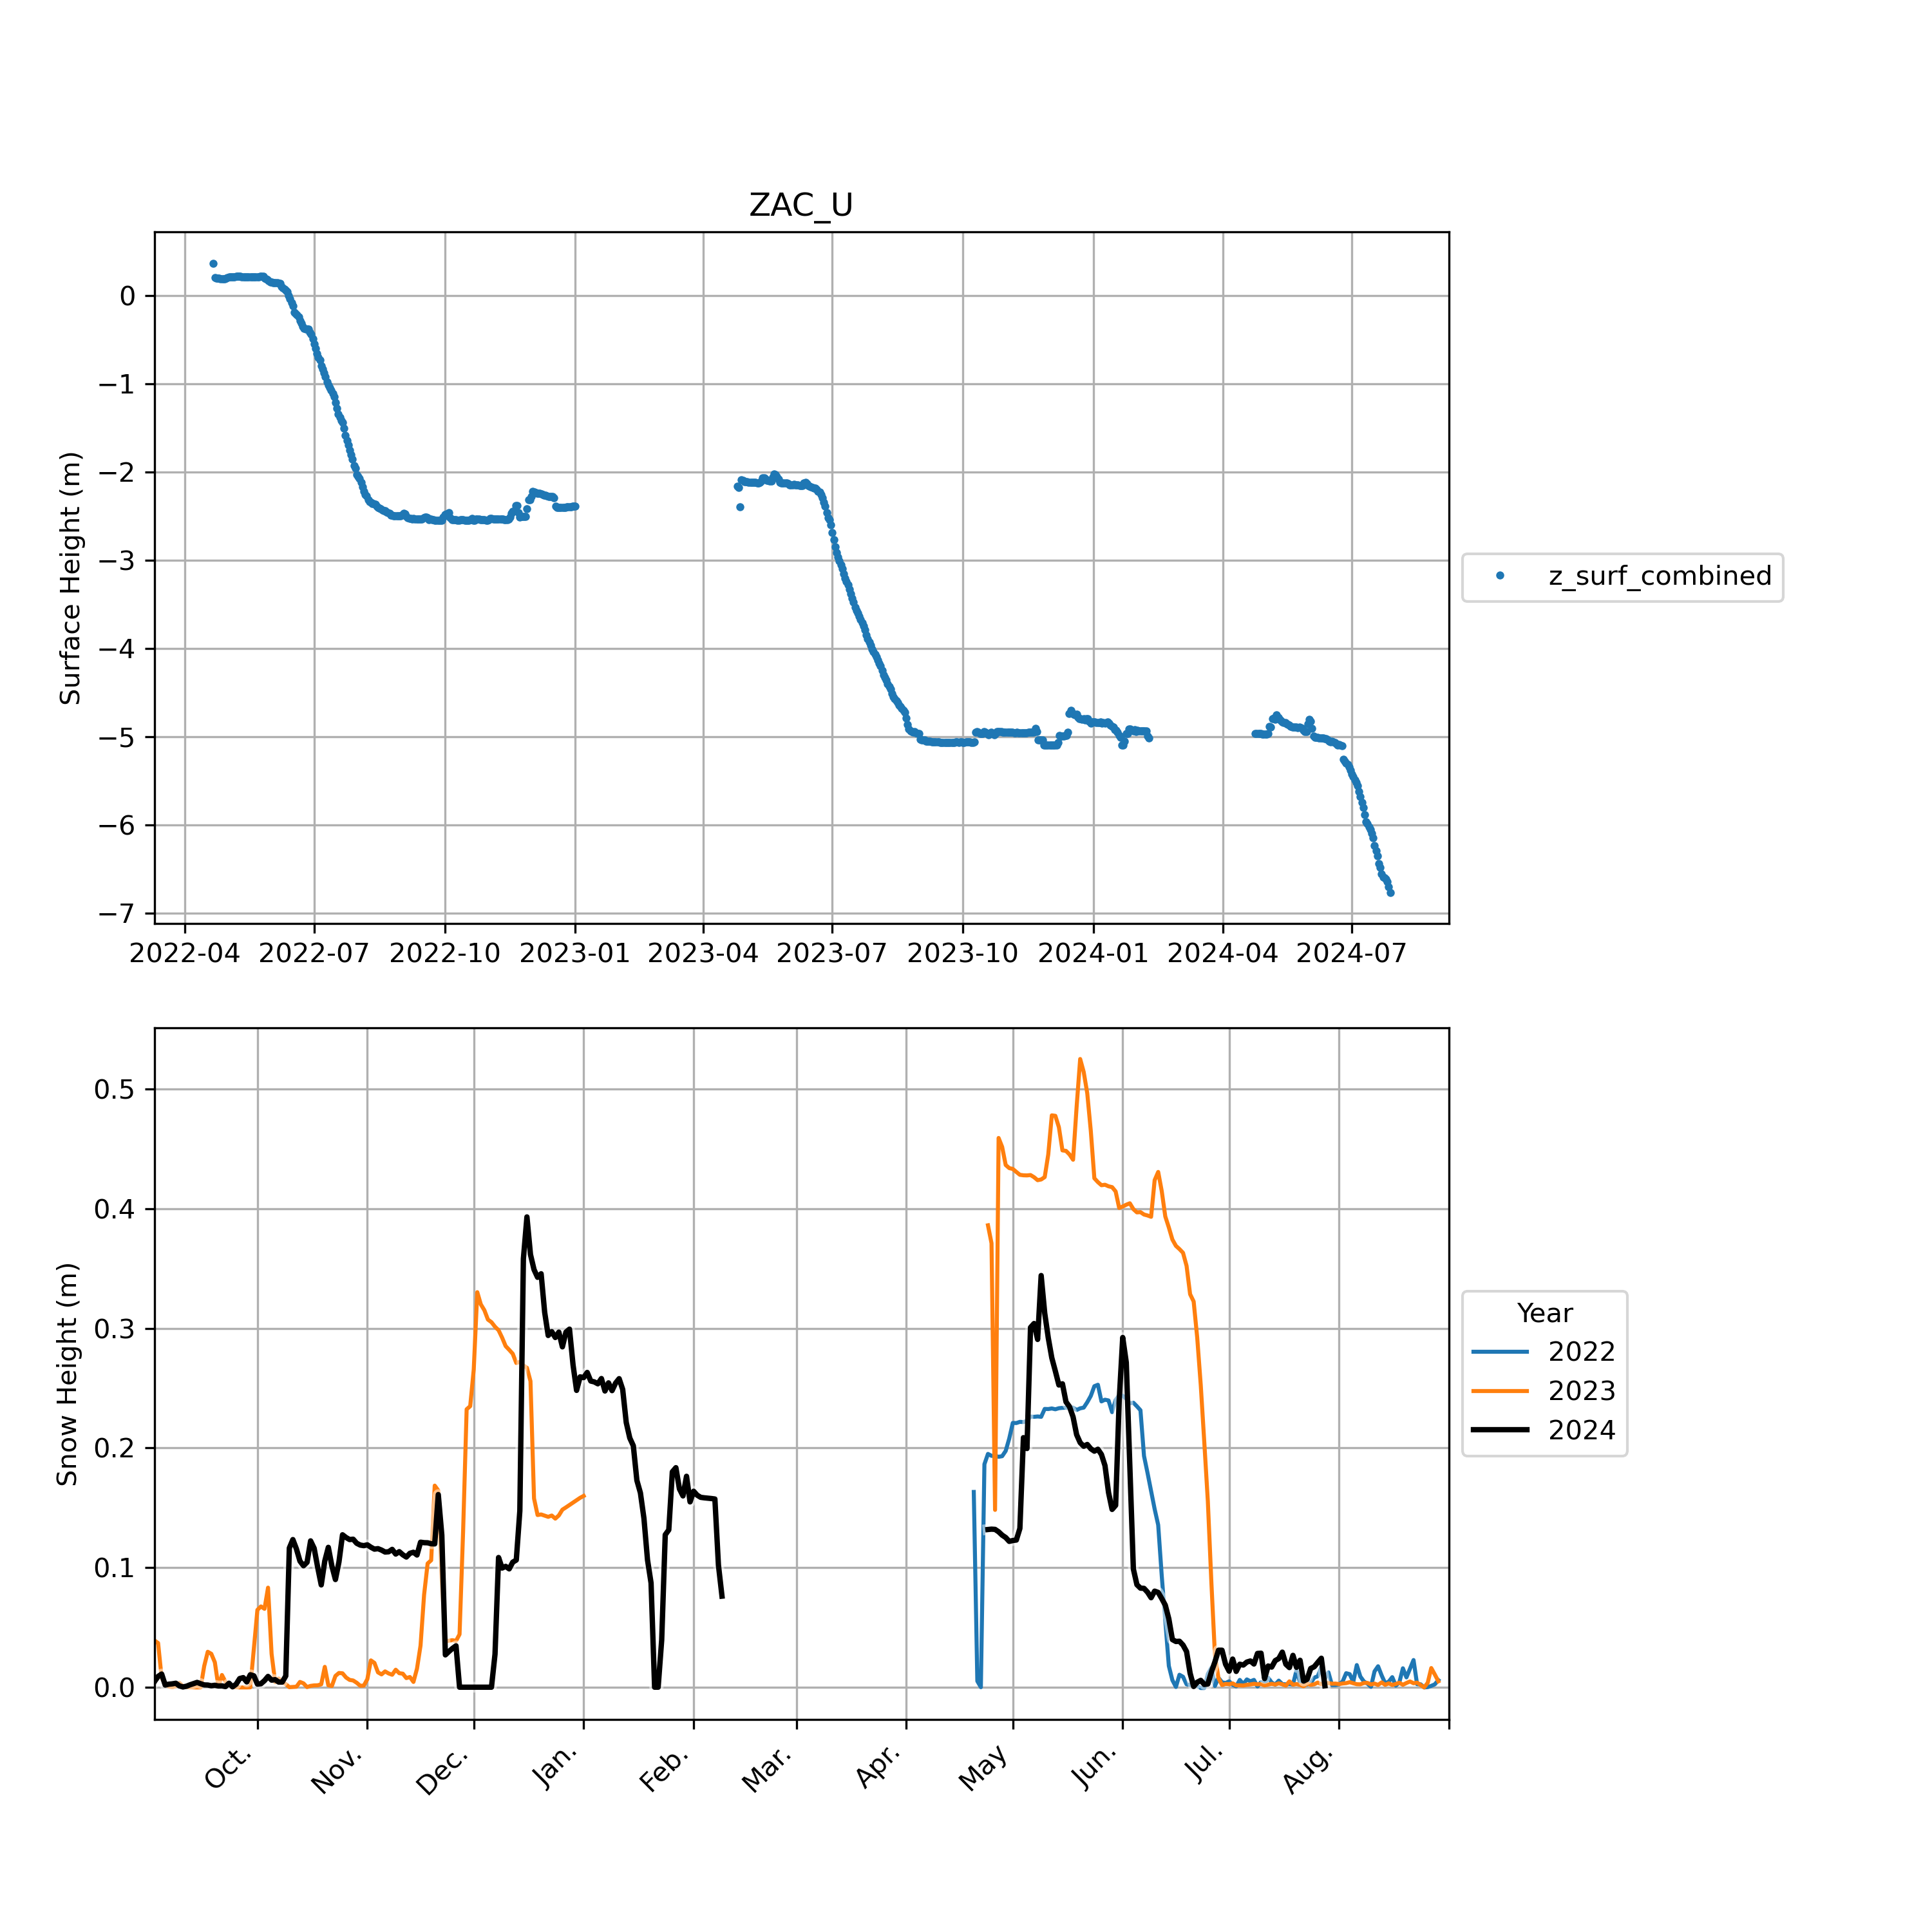 ZAC_U
Surface Height (m)
0
−1
−2
−3
−4
−5
−6
−7
2022-04 2022-07 2022-10 2023-01 2023-04 2023-07 2023-10 2024-01 2024-04 2024-07
z_surf_combined
Snow Height (m)
0.5
0.4
0.3
0.2
0.1
0.0
Oct. Nov. Dec. Jan. Feb. Mar. Apr. May Jun. Jul. Aug.
Year
2022
2023
2024